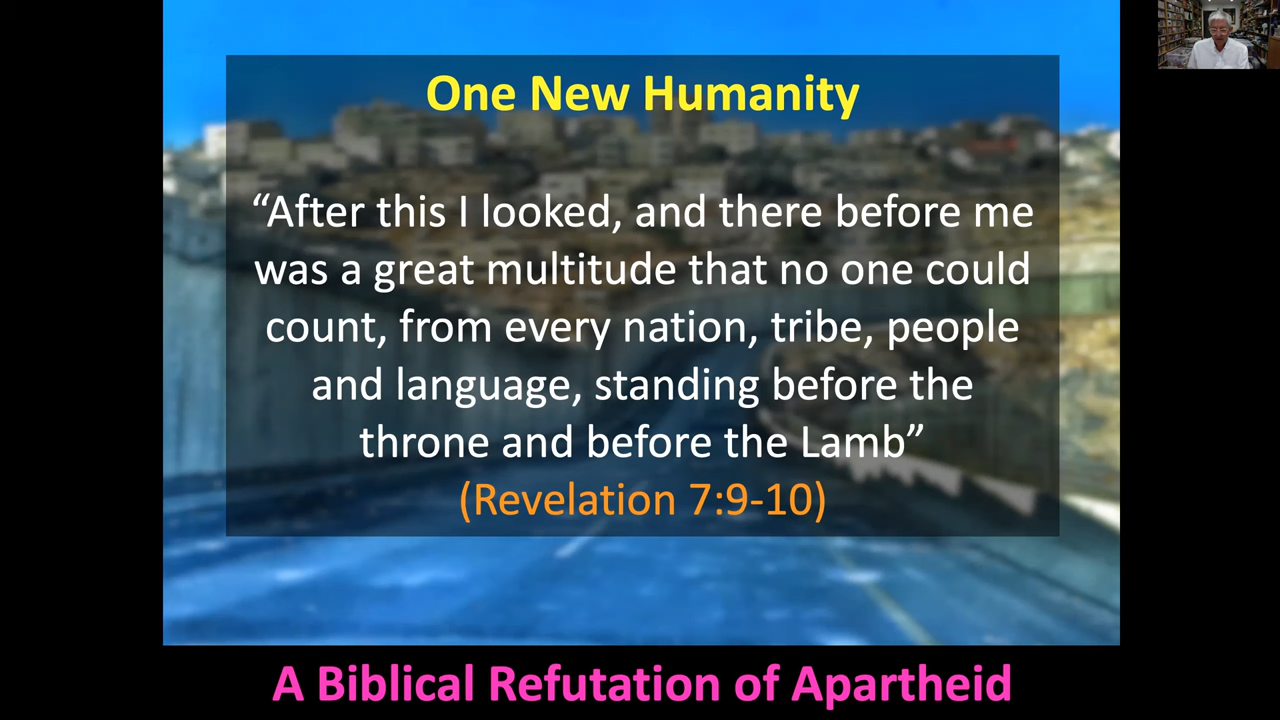 One New Humanity
“After this I looked, and there before me
was a great multitude that no one could
count, from every nation, tribe, people
and language, standing before the
throne and before the Lamb”
(Revelation 7:9-10)
A Biblical Refutation of Apartheid